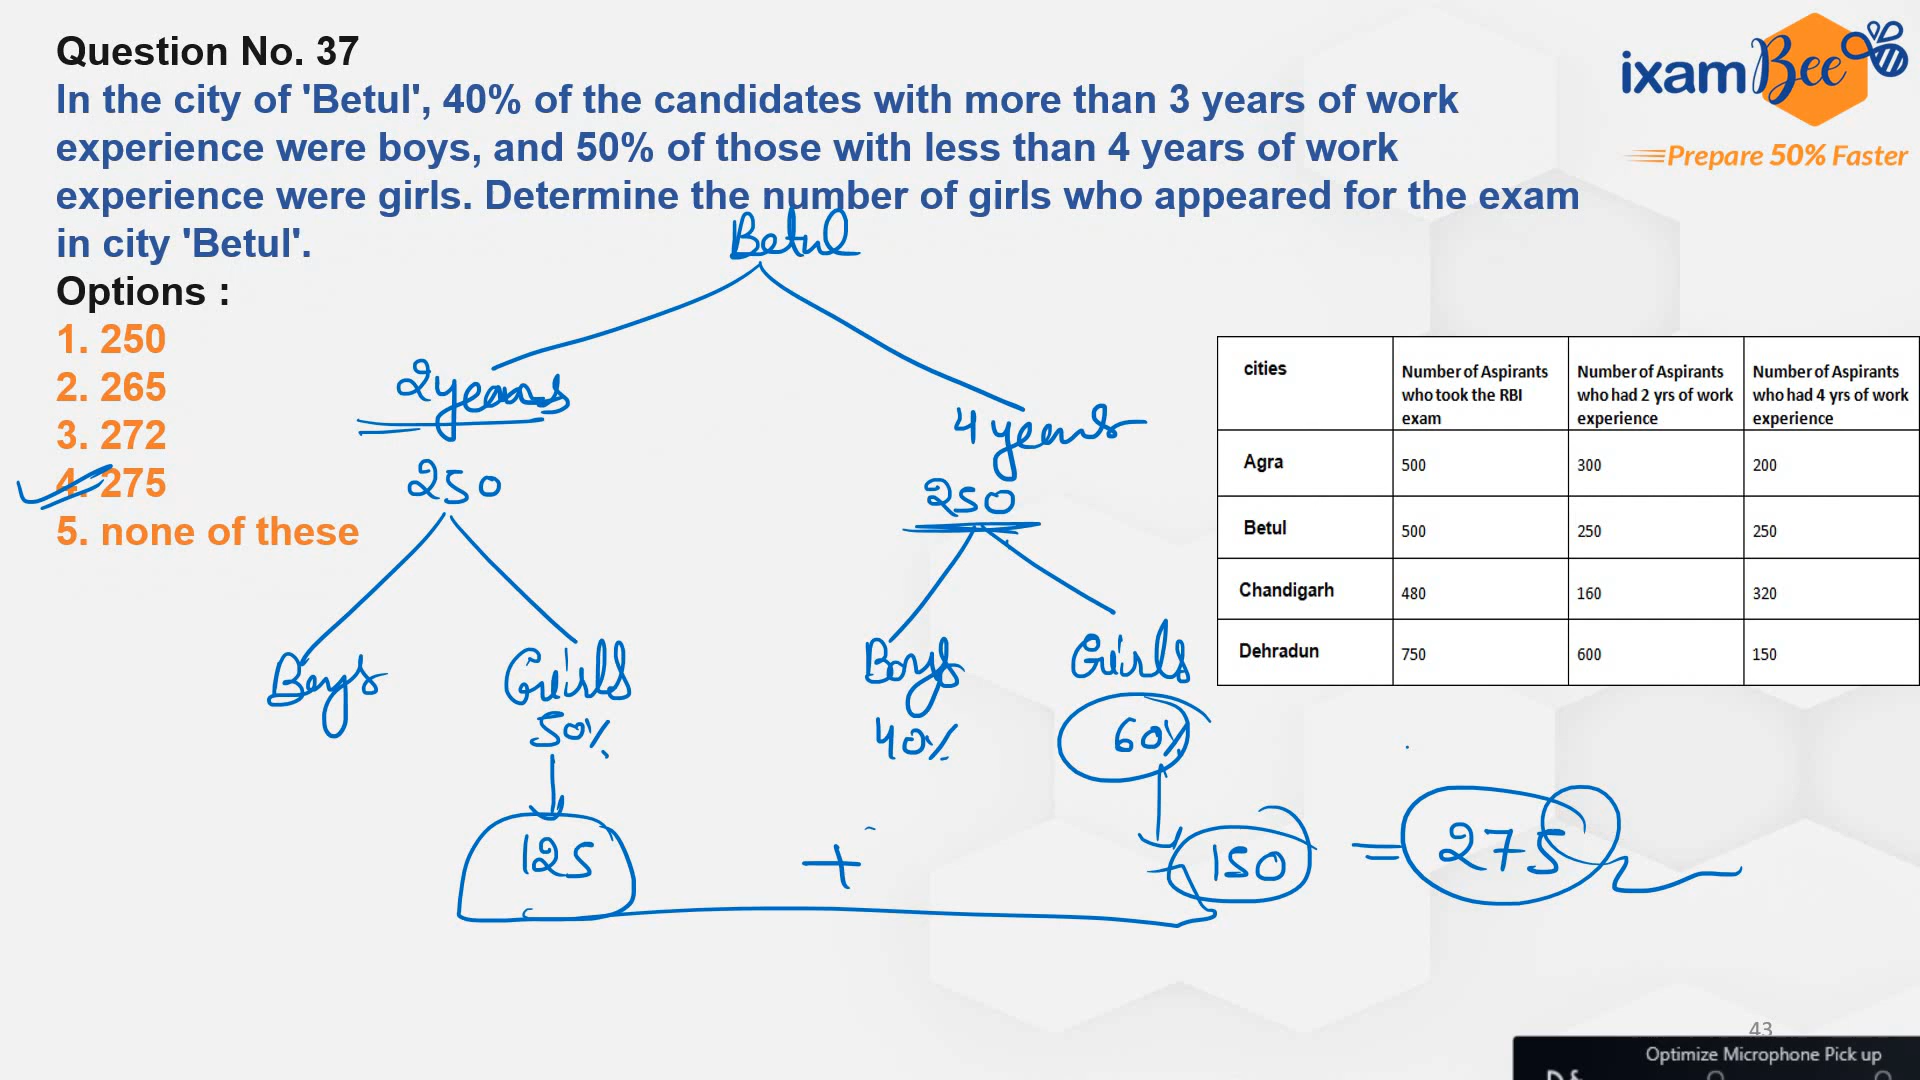 Question No. 37
In the city of 'Betul', 40% of the candidates with more than 3 years of work
experience were boys, and 50% of those with less than 4 years of work
experience were girls. Determine the number of girls who appeared for the exam
in city 'Betul'.
Options :
1. 250
2. 265
3. 272
4. 275
5. none of these
ixamBee
Prepare 50% Faster
Betul
2 years
4 years
250
250
Boys
Girls
Boys
Girls
50%
40%
60%
125 + 150 = 275
cities
Number of Aspirants who took the RBI exam
Number of Aspirants who had 2 yrs of work experience
Number of Aspirants who had 4 yrs of work experience
Agra 500 300 200
Betul 500 250 250
Chandigarh 480 160 320
Dehradun 750 600 150
43
Optimize Microphone Pick up